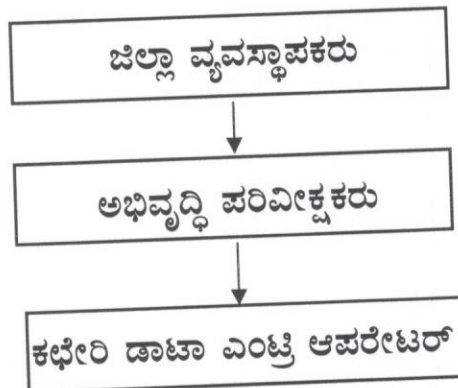 ಜಿಲ್ಲಾ ವ್ಯವಸ್ಥಾಪಕರು
ಅಭಿವೃದ್ಧಿ ಪರಿವೀಕ್ಷಕರು
ಕಛೇರಿ ಡಾಟಾ ಎಂಟ್ರಿ ಆಪರೇಟರ್